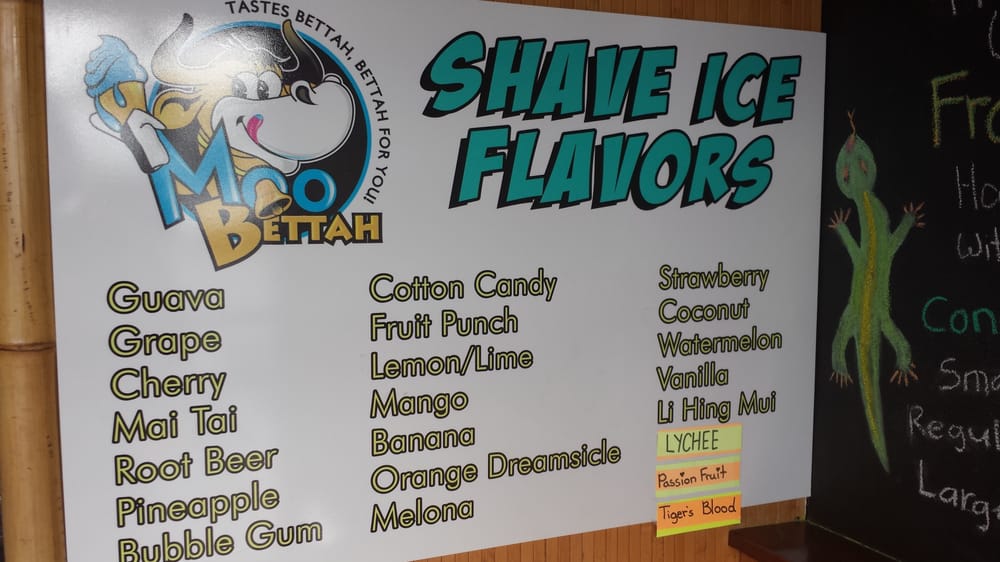 TASTES BETTAH, BETTAH FOR YOU!
MOO
BETTAH
SHAVE ICE
FLAVORS
Guava
Grape
Cherry
Mai Tai
Root Beer
Pineapple
Bubble Gum
Cotton Candy
Fruit Punch
Lemon/Lime
Mango
Banana
Orange Dreamsicle
Melona
Strawberry
Coconut
Watermelon
Vanilla
Li Hing Mui
LYCHEE
Passion Fruit
Tiger's Blood